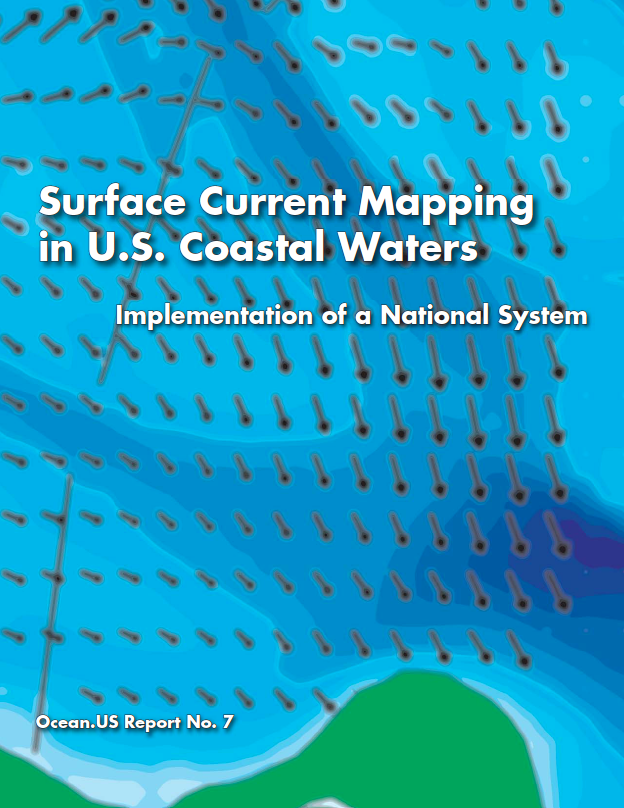 Surface Current Mapping
in U.S. Coastal Waters
Implementation of a National System
Ocean.US Report No. 7